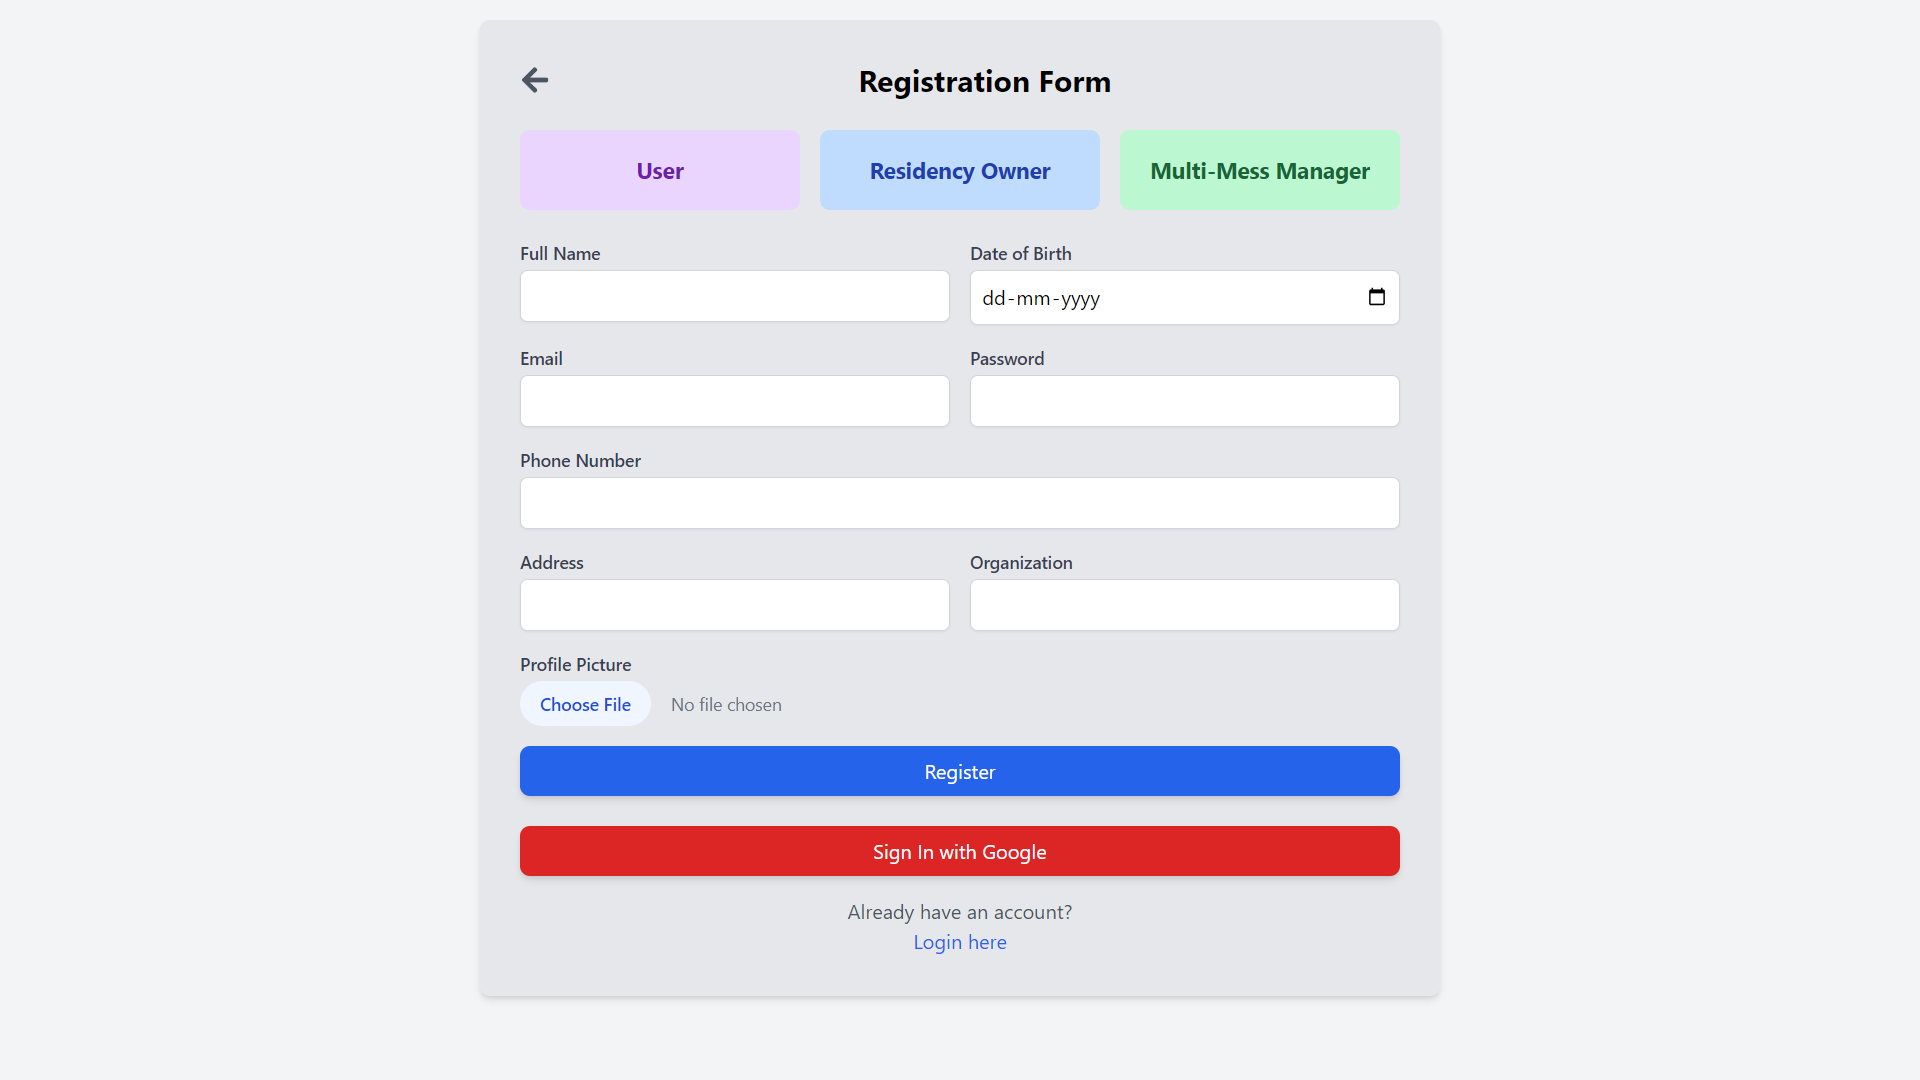 Registration Form
User
Residency Owner
Multi-Mess Manager
Full Name
Date of Birth
dd-mm-yyyy
Email
Password
Phone Number
Address
Organization
Profile Picture
Choose File No file chosen
Register
Sign In with Google
Already have an account?
Login here